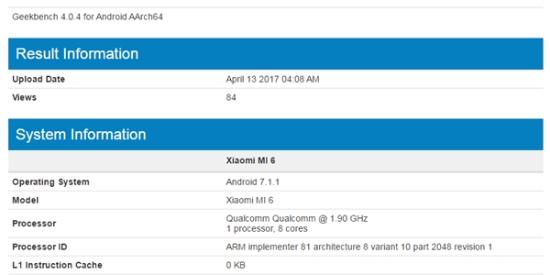 Geekbench 4.0.4 for Android AArch64
Result Information
Upload Date April 13 2017 04:08 AM
Views 84
System Information
Xiaomi MI 6
Operating System Android 7.1.1
Model Xiaomi MI 6
Processor Qualcomm Qualcomm @ 1.90 GHz
1 processor, 8 cores
Processor ID ARM implementer 81 architecture 8 variant 10 part 2048 revision 1
L1 Instruction Cache 0 KB